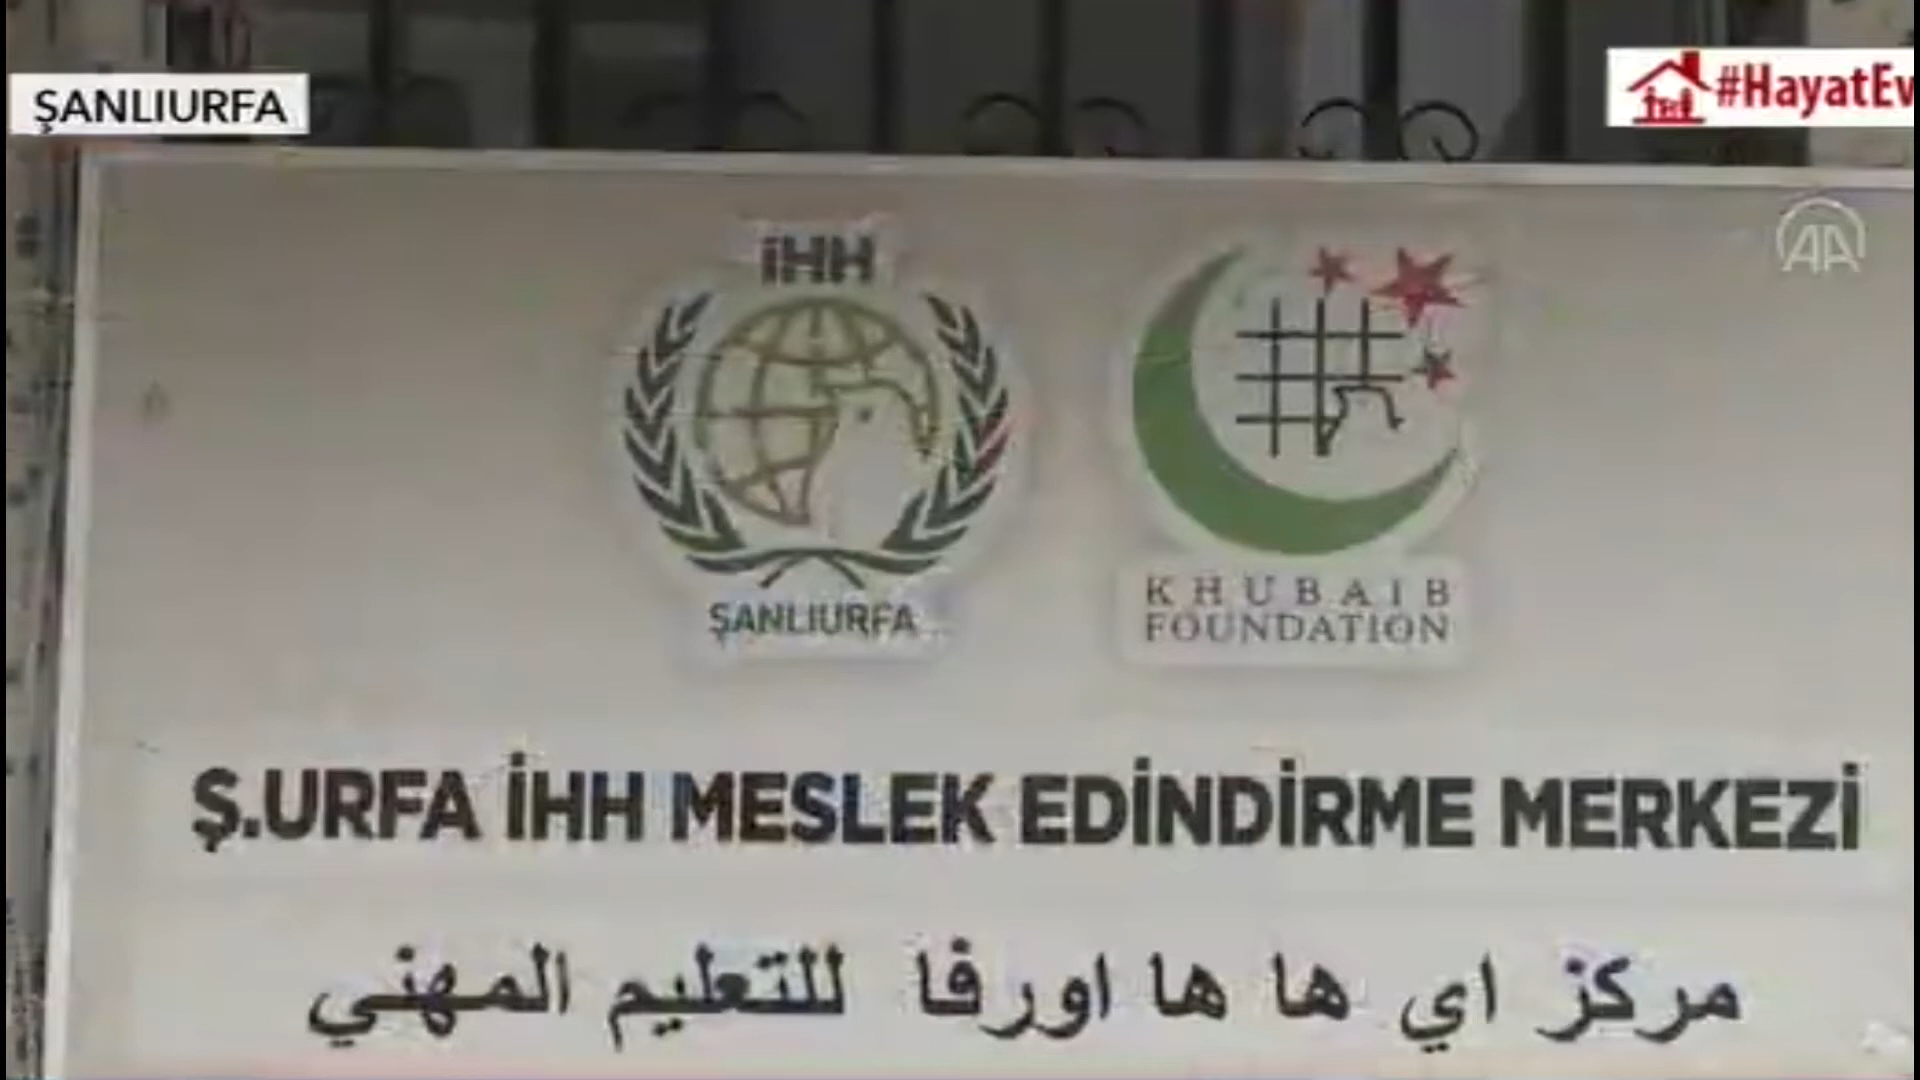 ŞANLIURFA
#HayatEv
AA
İHH
ŞANLIURFA
KHUBAIB
FOUNDATION
Ş.URFA İHH MESLEK EDİNDİRME MERKEZİ
مركز اي ها ها اورفا للتعليم المهني